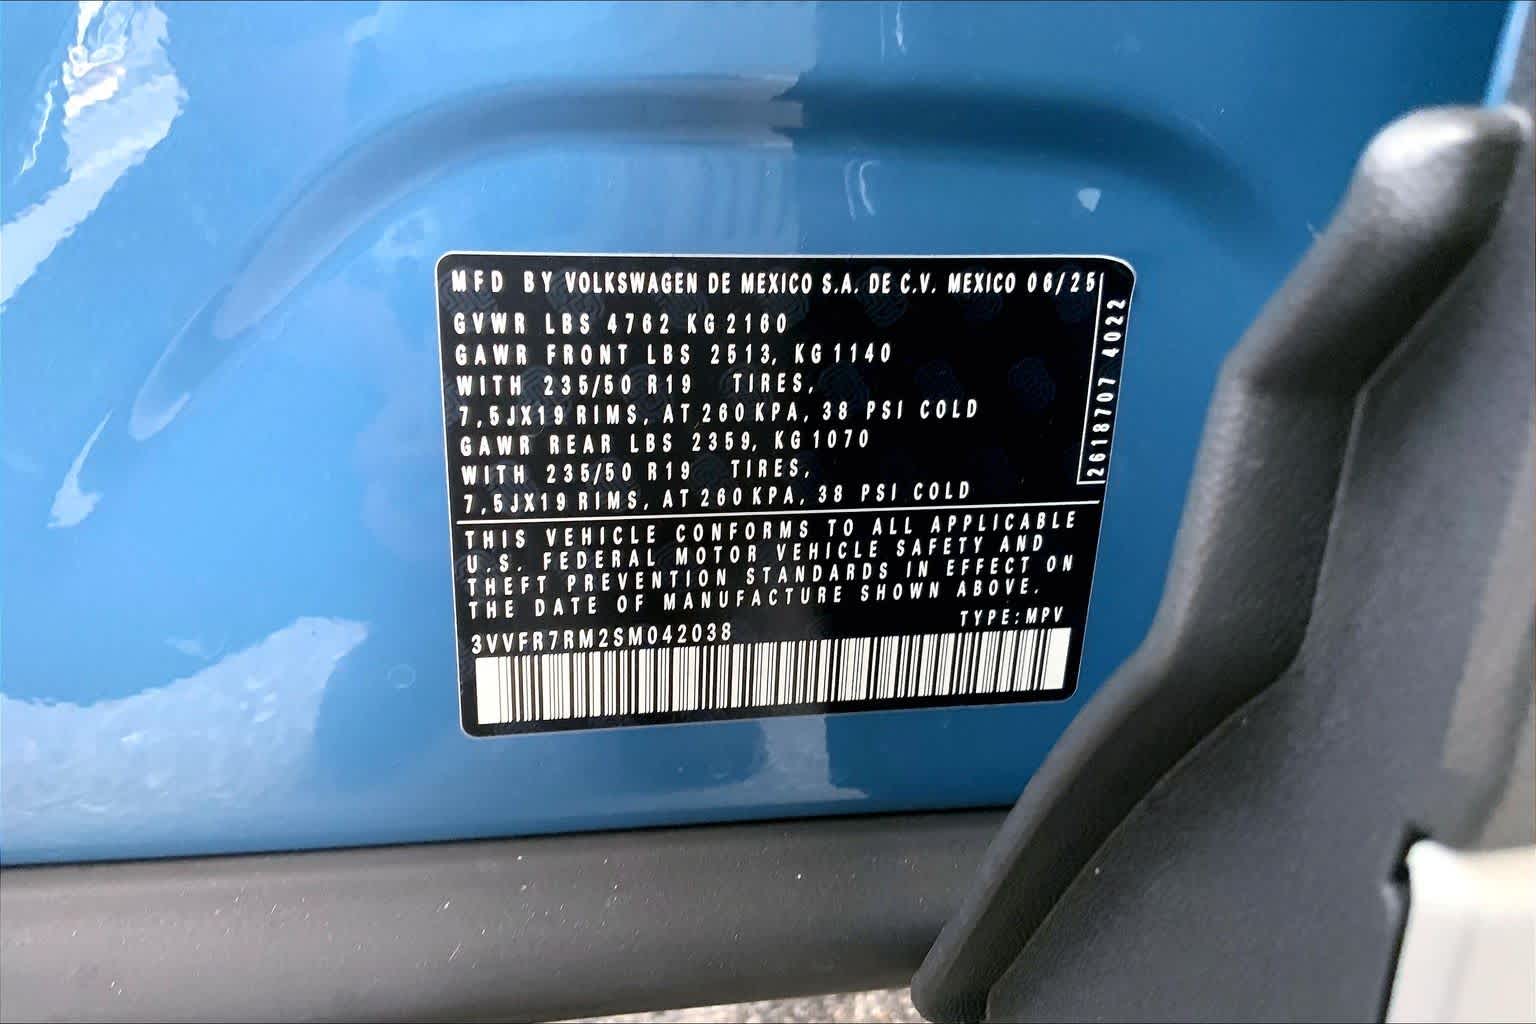 MFD BY VOLKSWAGEN DE MEXICO S.A. DE C.V. MEXICO 06/25
GVWR LBS 4762 KG 2160
GAWR FRONT LBS 2513, KG 1140
WITH 235/50 R19 TIRES,
7,5JX19 RIMS, AT 260 KPA, 38 PSI COLD
GAWR REAR LBS 2359, KG 1070
WITH 235/50 R19 TIRES,
7,5JX19 RIMS, AT 260 KPA, 38 PSI COLD
2618707 4022
THIS VEHICLE CONFORMS TO ALL APPLICABLE
U.S. FEDERAL MOTOR VEHICLE SAFETY AND
THEFT PREVENTION STANDARDS IN EFFECT ON
THE DATE OF MANUFACTURE SHOWN ABOVE.
TYPE: MPV
3VVFR7RM2SM042038